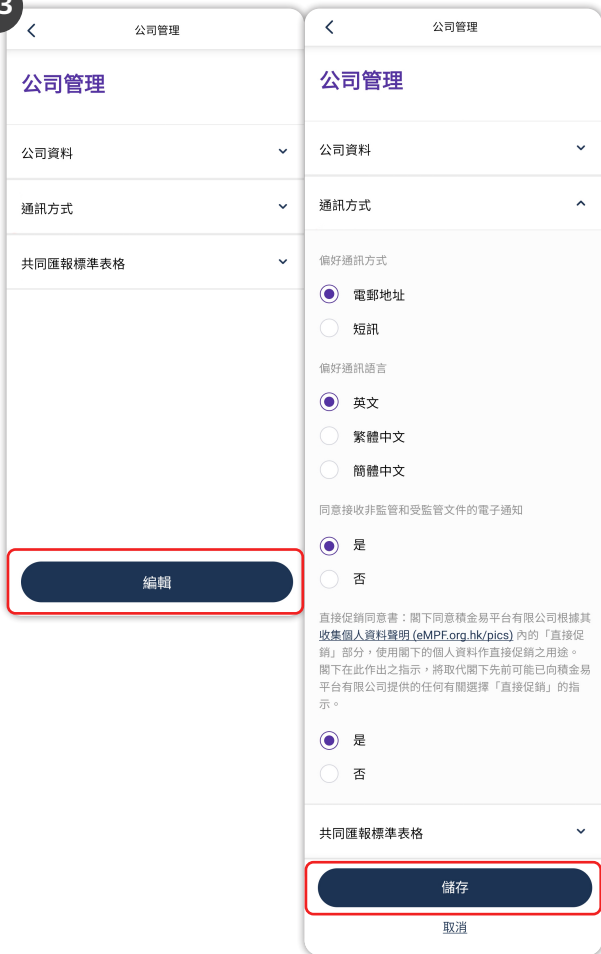 3
公司管理
公司管理
公司資料
通訊方式
共同匯報標準表格
編輯
公司管理
公司管理
公司資料
通訊方式
偏好通訊方式
電郵地址
短訊
偏好通訊語言
英文
繁體中文
簡體中文
同意接收非監管和受監管文件的電子通知
是
否
直接促銷同意書：閣下同意積金易平台有限公司根據其
收集個人資料聲明 (eMPF.org.hk/pics) 內的「直接促
銷」部分，使用閣下的個人資料作直接促銷之用途。
閣下在此作出之指示，將取代閣下先前可能已向積金易
平台有限公司提供的任何有關選擇「直接促銷」的指
示。
是
否
共同匯報標準表格
儲存
取消